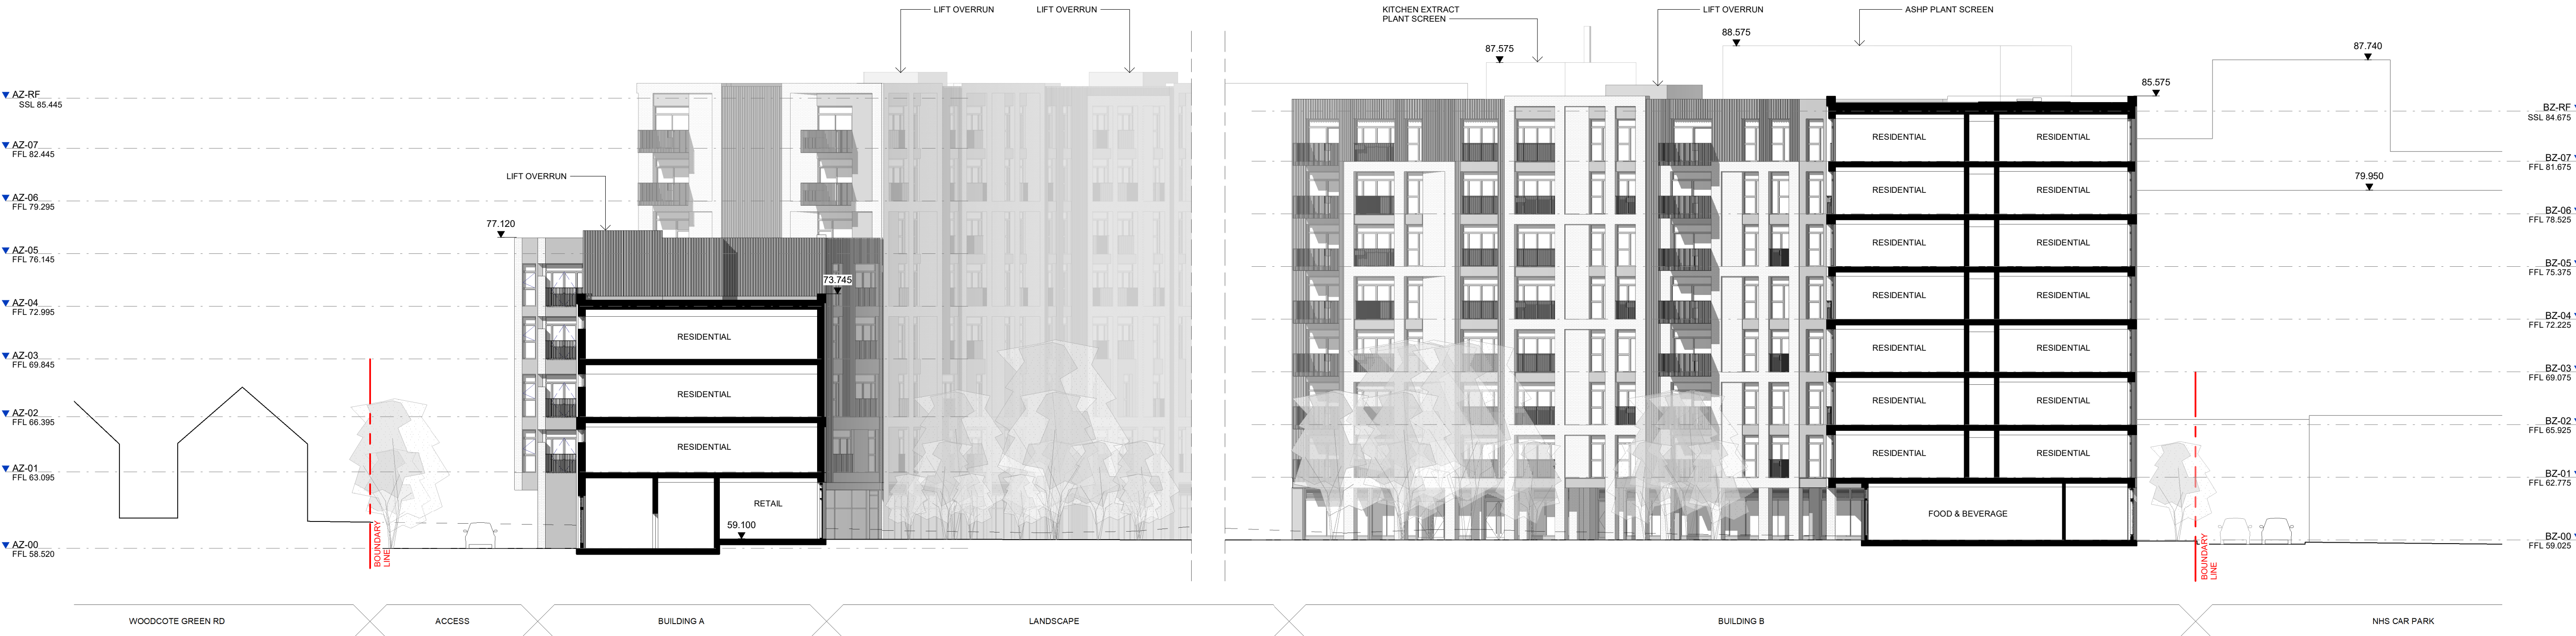 LIFT OVERRUN
LIFT OVERRUN
KITCHEN EXTRACT
PLANT SCREEN
LIFT OVERRUN
ASHP PLANT SCREEN
87.575
88.575
87.740
85.575
79.950
AZ-RF
SSL 85.445
AZ-07
FFL 82.445
AZ-06
FFL 79.295
AZ-05
FFL 76.145
AZ-04
FFL 72.995
AZ-03
FFL 69.845
AZ-02
FFL 66.395
AZ-01
FFL 63.095
AZ-00
FFL 58.520
LIFT OVERRUN
77.120
73.745
RESIDENTIAL
RESIDENTIAL
RESIDENTIAL
RETAIL
59.100
BOUNDARY
LINE
RESIDENTIAL
RESIDENTIAL
RESIDENTIAL
RESIDENTIAL
RESIDENTIAL
RESIDENTIAL
RESIDENTIAL
RESIDENTIAL
RESIDENTIAL
RESIDENTIAL
RESIDENTIAL
RESIDENTIAL
RESIDENTIAL
RESIDENTIAL
FOOD & BEVERAGE
BOUNDARY
LINE
BZ-RF
SSL 84.675
BZ-07
FFL 81.675
BZ-06
FFL 78.525
BZ-05
FFL 75.375
BZ-04
FFL 72.225
BZ-03
FFL 69.075
BZ-02
FFL 65.925
BZ-01
FFL 62.775
BZ-00
FFL 59.025
WOODCOTE GREEN RD
ACCESS
BUILDING A
LANDSCAPE
BUILDING B
NHS CAR PARK